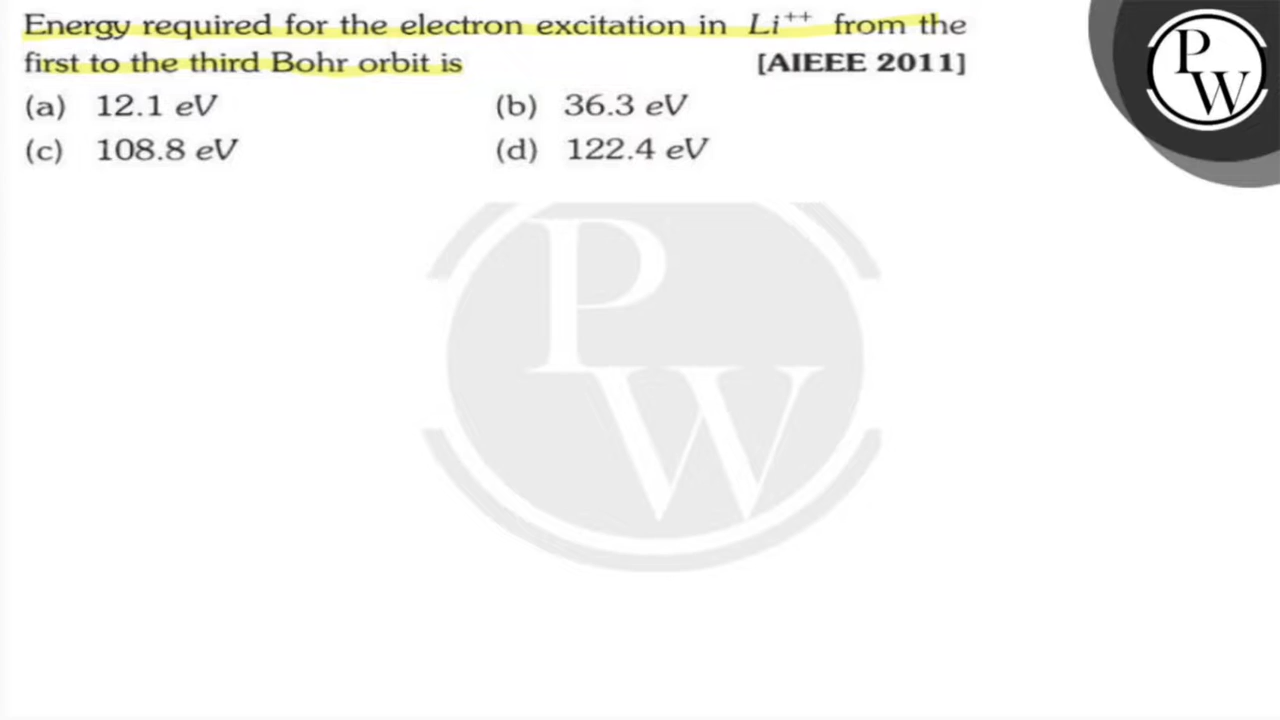 Energy required for the electron excitation in Li⁺⁺ from the
first to the third Bohr orbit is [AIEEE 2011]
(a) 12.1 eV (b) 36.3 eV
(c) 108.8 eV (d) 122.4 eV
P
W
P
W